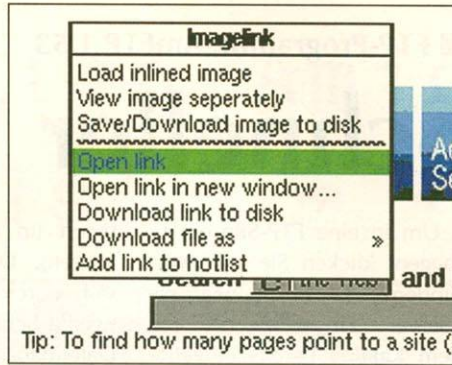 Imagelink
Load inlined image
View image seperately
Save/Download image to disk
Open link
Open link in new window...
Download link to disk
Download file as »
Add link to hotlist
Search the Web and
Tip: To find how many pages point to a site (